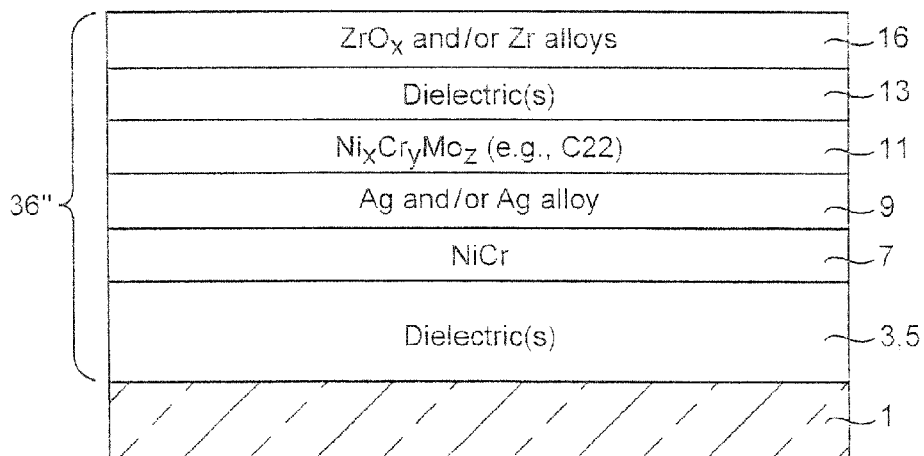 ZrOx and/or Zr alloys 16
Dielectric(s) 13
NixCryMoz (e.g., C22) 11
36" Ag and/or Ag alloy 9
NiCr 7
Dielectric(s) 3,5
1